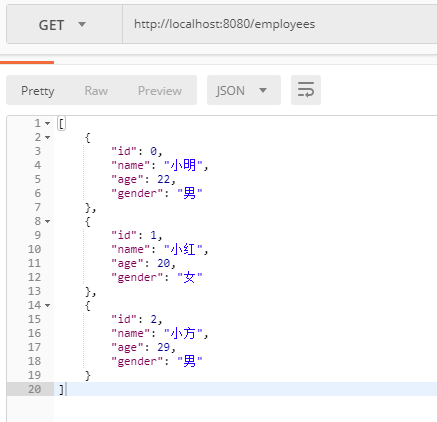 GET http://localhost:8080/employees
Pretty Raw Preview JSON
1 [
2 {
3 "id": 0,
4 "name": "小明",
5 "age": 22,
6 "gender": "男"
7 },
8 {
9 "id": 1,
10 "name": "小红",
11 "age": 20,
12 "gender": "女"
13 },
14 {
15 "id": 2,
16 "name": "小方",
17 "age": 29,
18 "gender": "男"
19 }
20 ]